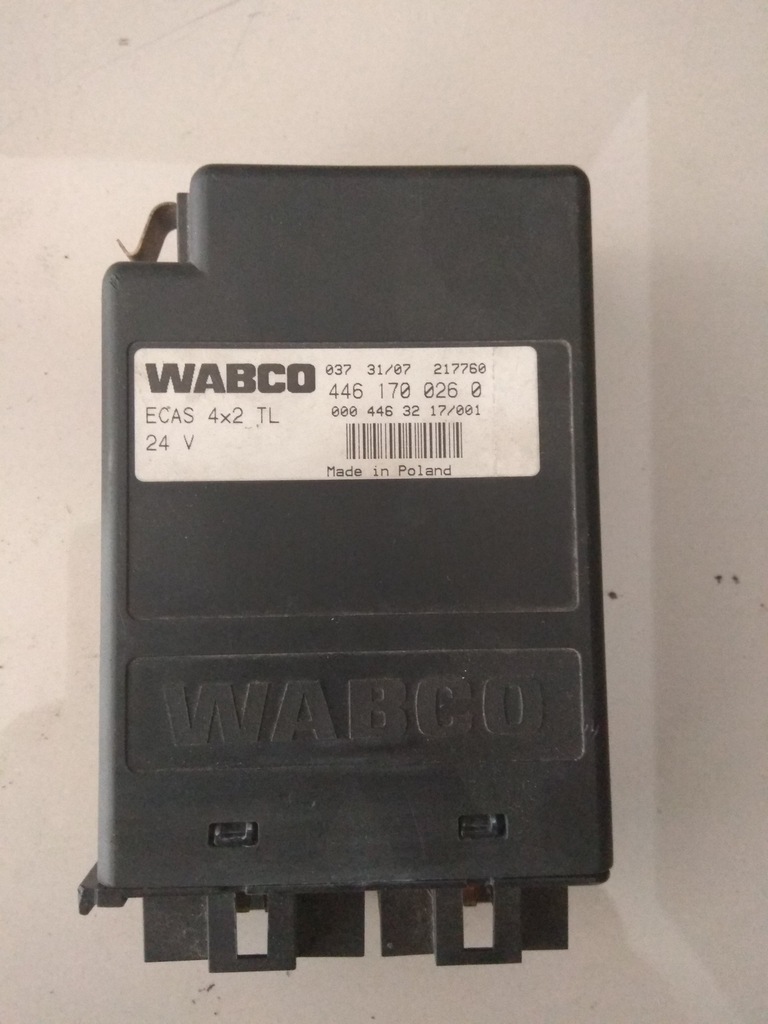 WABCO
ECAS 4x2 TL
24 V
037 31/07 217760
446 170 026 0
000 446 32 17/001
Made in Poland
WABCO